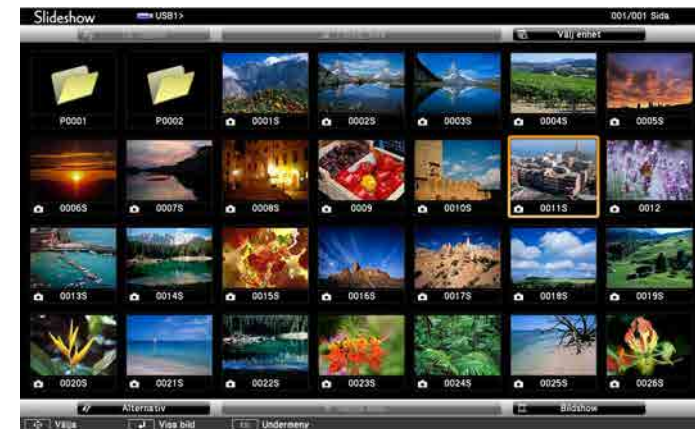 Slideshow USB1> 001/001 Sida
Välj enhet
P0001 P0002 0001S 0002S 0003S 0004S 0005S
0006S 0007S 0008S 0009 0010S 0011S 0012
0013S 0014S 0015S 0016S 0017S 0018S 0019S
0020S 0021S 0022S 0023S 0024S 0025S 0026S
Alternativ Bildshow
Välja Visa bild Esc Undermeny